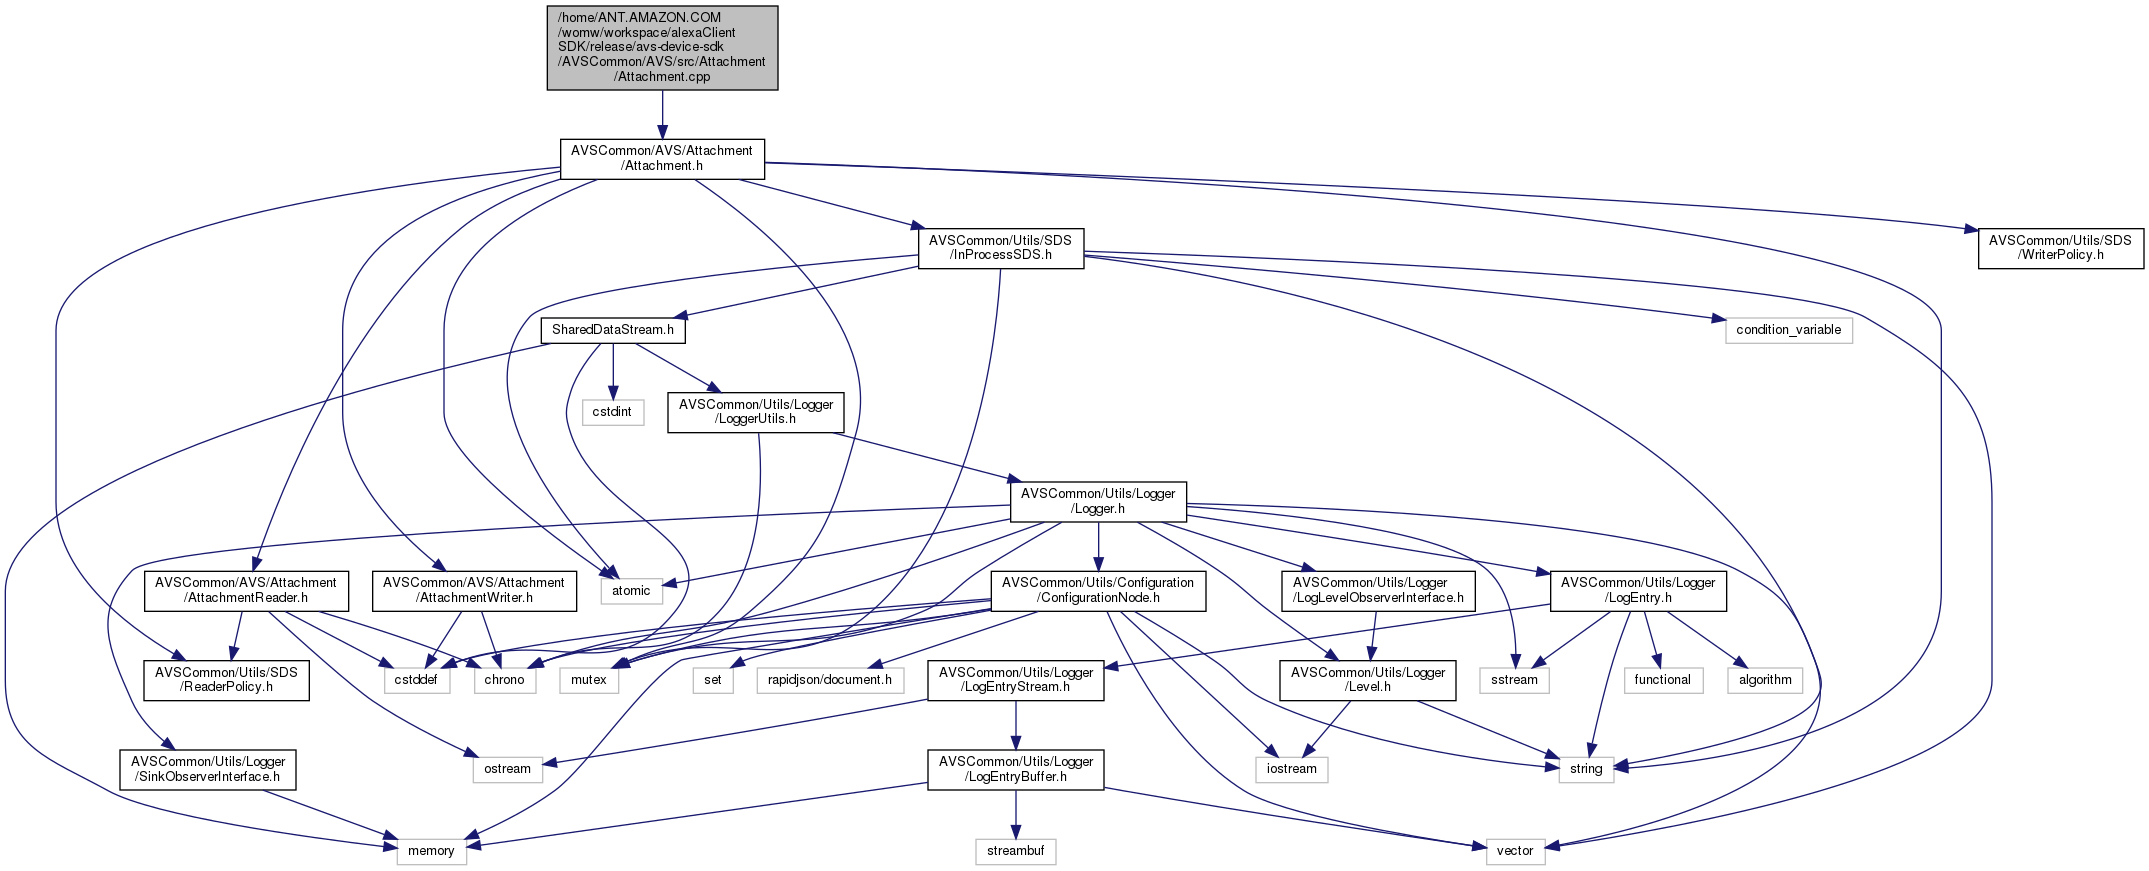 /home/ANT.AMAZON.COM
/womw/workspace/alexaClient
SDK/release/avs-device-sdk
/AVSCommon/AVS/src/Attachment
/Attachment.cpp
AVSCommon/AVS/Attachment
/Attachment.h
AVSCommon/Utils/SDS
/InProcessSDS.h
AVSCommon/Utils/SDS
/WriterPolicy.h
SharedDataStream.h
condition_variable
cstdint
AVSCommon/Utils/Logger
/LoggerUtils.h
AVSCommon/Utils/Logger
/Logger.h
AVSCommon/AVS/Attachment
/AttachmentReader.h
AVSCommon/AVS/Attachment
/AttachmentWriter.h
atomic
AVSCommon/Utils/Configuration
/ConfigurationNode.h
AVSCommon/Utils/Logger
/LogLevelObserverInterface.h
AVSCommon/Utils/Logger
/LogEntry.h
AVSCommon/Utils/SDS
/ReaderPolicy.h
cstddef
chrono
mutex
set
rapidjson/document.h
AVSCommon/Utils/Logger
/LogEntryStream.h
AVSCommon/Utils/Logger
/Level.h
sstream
functional
algorithm
AVSCommon/Utils/Logger
/SinkObserverInterface.h
ostream
AVSCommon/Utils/Logger
/LogEntryBuffer.h
iostream
string
memory
streambuf
vector